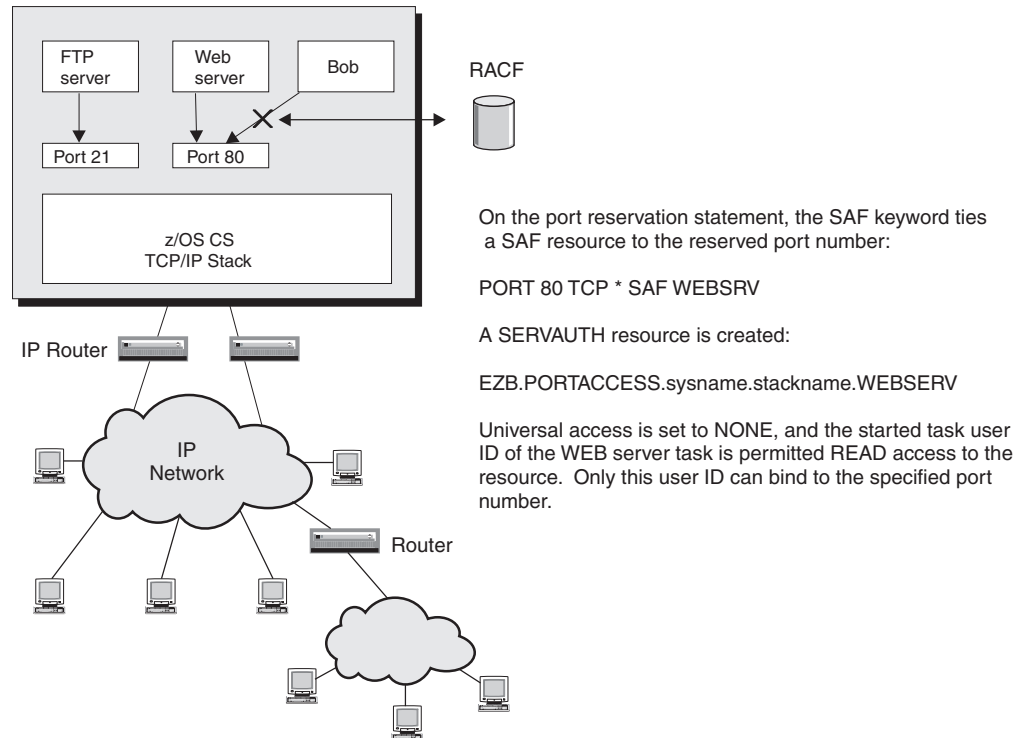 FTP
server
Web
server
Bob
RACF
Port 21
Port 80
z/OS CS
TCP/IP Stack
On the port reservation statement, the SAF keyword ties
a SAF resource to the reserved port number:
PORT 80 TCP * SAF WEBSRV
A SERVAUTH resource is created:
EZB.PORTACCESS.sysname.stackname.WEBSERV
Universal access is set to NONE, and the started task user
ID of the WEB server task is permitted READ access to the
resource. Only this user ID can bind to the specified port
number.
IP Router
IP
Network
Router